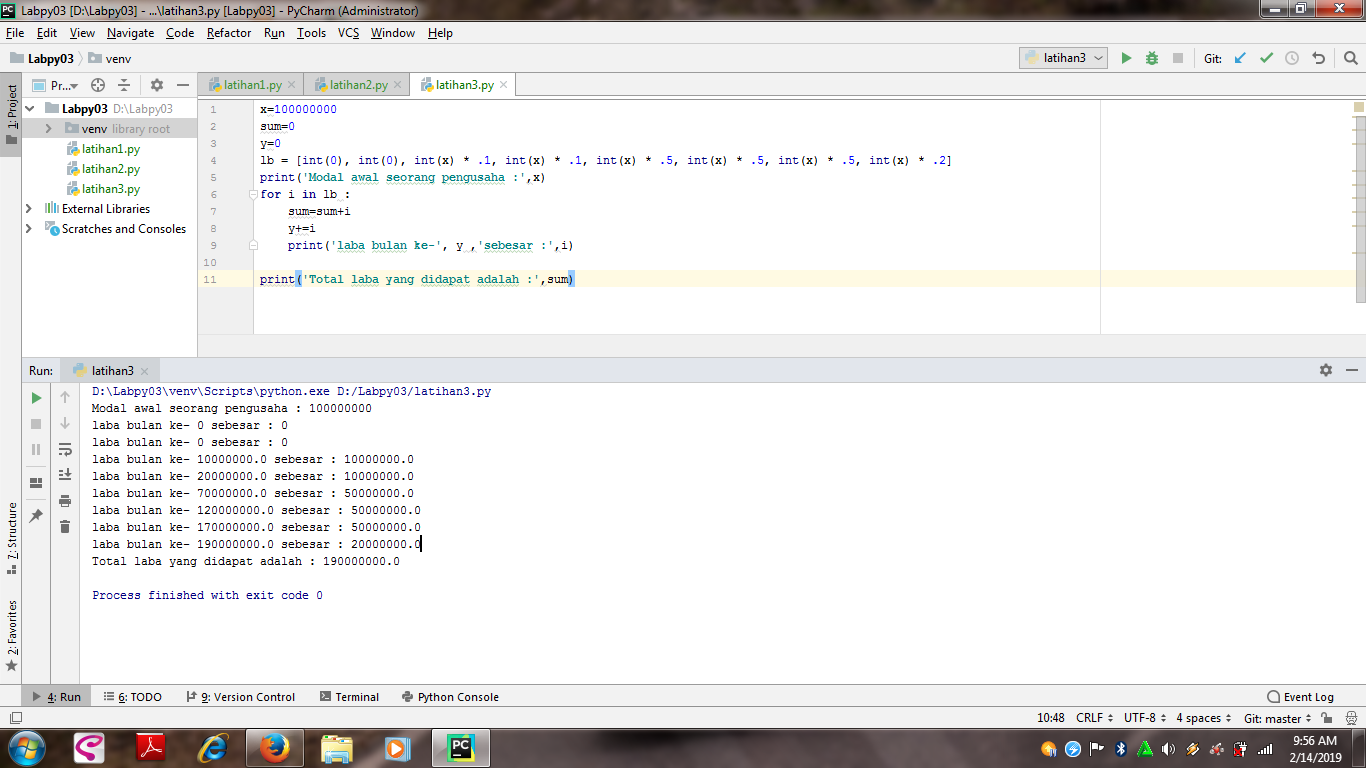 Labpy03 [D:\Labpy03] - ...\latihan3.py [Labpy03] - PyCharm (Administrator)
File Edit View Navigate Code Refactor Run Tools VCS Window Help
Labpy03 venv latihan3 Git:
1: Project Pr... latihan1.py latihan2.py latihan3.py
Labpy03 D:\Labpy03
venv library root
latihan1.py
latihan2.py
latihan3.py
External Libraries
Scratches and Consoles
1 x=100000000
2 sum=0
3 y=0
4 lb = [int(0), int(0), int(x) * .1, int(x) * .1, int(x) * .5, int(x) * .5, int(x) * .5, int(x) * .2]
5 print('Modal awal seorang pengusaha :',x)
6 for i in lb :
7 sum=sum+i
8 y+=i
9 print('laba bulan ke-', y ,'sebesar :',i)
10
11 print('Total laba yang didapat adalah :',sum)
Run: latihan3
D:\Labpy03\venv\Scripts\python.exe D:/Labpy03/latihan3.py
Modal awal seorang pengusaha : 100000000
laba bulan ke- 0 sebesar : 0
laba bulan ke- 0 sebesar : 0
laba bulan ke- 10000000.0 sebesar : 10000000.0
laba bulan ke- 20000000.0 sebesar : 10000000.0
laba bulan ke- 70000000.0 sebesar : 50000000.0
laba bulan ke- 120000000.0 sebesar : 50000000.0
laba bulan ke- 170000000.0 sebesar : 50000000.0
laba bulan ke- 190000000.0 sebesar : 20000000.0
Total laba yang didapat adalah : 190000000.0
Process finished with exit code 0
7: Structure
2: Favorites
4: Run 6: TODO 9: Version Control Terminal Python Console Event Log
10:48 CRLF UTF-8 4 spaces Git: master
PC
9:56 AM
2/14/2019